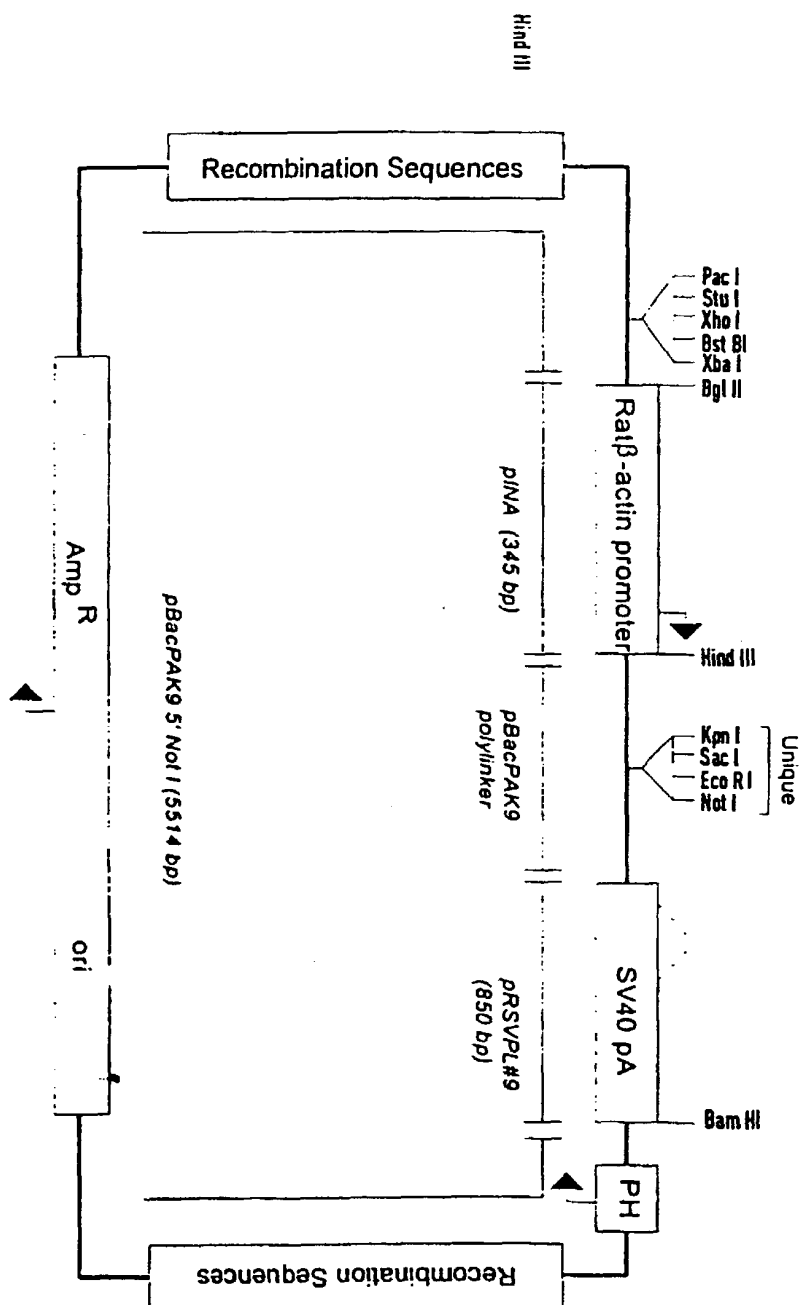 Hind III
Recombination Sequences
Pac I
Stu I
Xho I
Bst BI
Xba I
Bgl II
Ratβ-actin promoter
Hind III
Unique
Kpn I
Sac I
Eco R I
Not I
SV40 pA
Bam HI
PH
pINA (345 bp)
pBacPAK9
polylinker
pRSVPL#9
(850 bp)
pBacPAK9 5' Not I (5514 bp)
Amp R
ori
Recombination Sequences